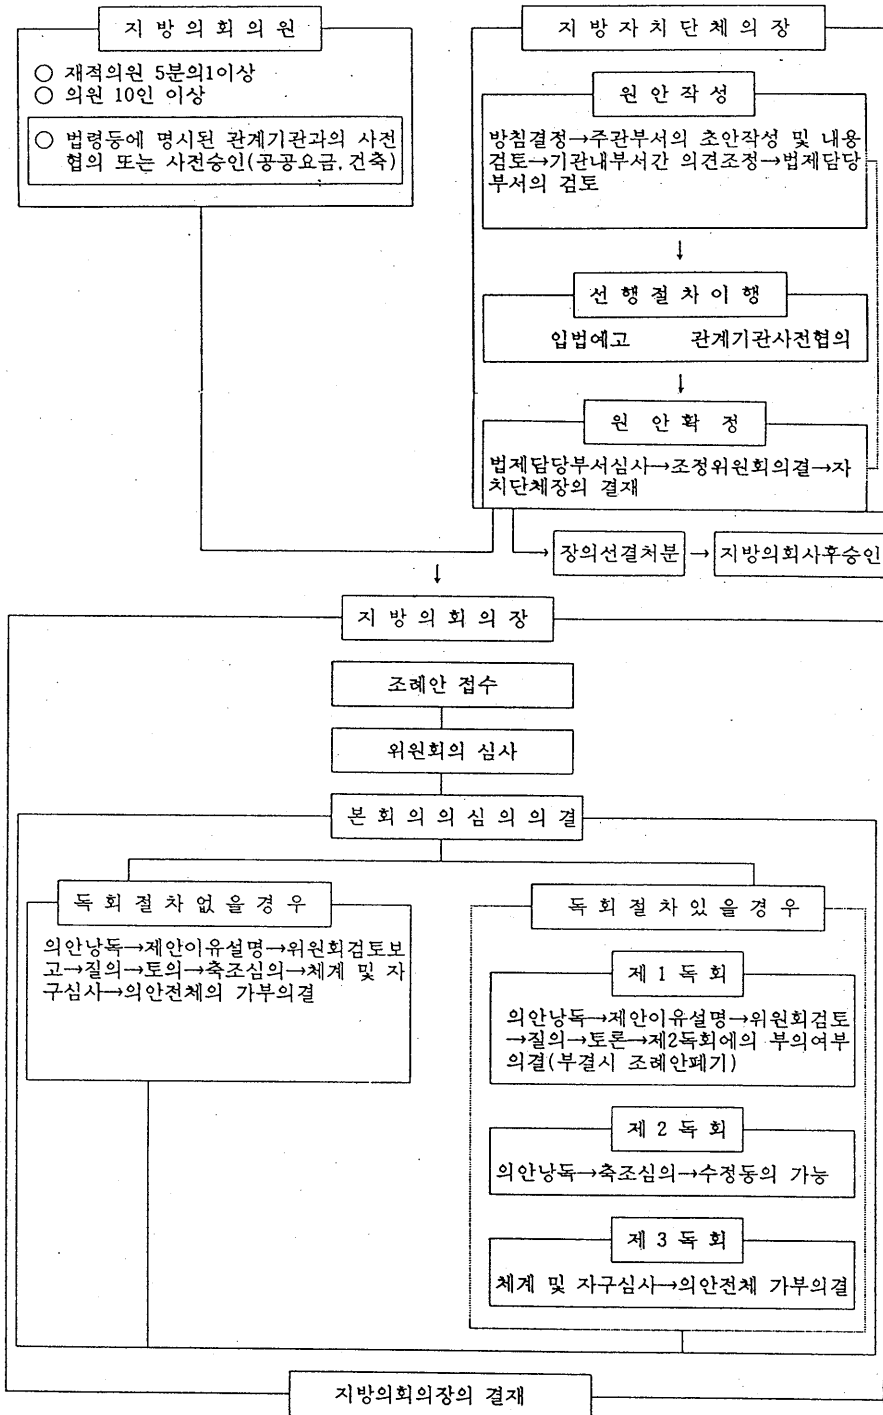 지방의회의원
○ 재적의원 5분의1이상
○ 의원 10인 이상
○ 법령등에 명시된 관계기관과의 사전
협의 또는 사전승인(공공요금, 건축)
지방자치단체의장
원안작성
방침결정→주관부서의 초안작성 및 내용
검토→기관내부서간 의견조정→법제담당
부서의 검토
↓
선행절차이행
입법예고 관계기관사전협의
↓
원안확정
법제담당부서심사→조정위원회의결→자
치단체장의 결재
→ 장의선결처분 → 지방의회사후승인
↓
지방의회의장
조례안 접수
위원회의 심사
본회의의심의의결
독회절차없을경우
의안낭독→제안이유설명→위원회검토보
고→질의→토의→축조심의→체계 및 자
구심사→의안전체의 가부의결
독회절차있을경우
제1독회
의안낭독→제안이유설명→위원회검토
→질의→토론→제2독회에의 부의여부
의결(부결시 조례안폐기)
제2독회
의안낭독→축조심의→수정동의 가능
제3독회
체계 및 자구심사→의안전체 가부의결
지방의회의장의 결재